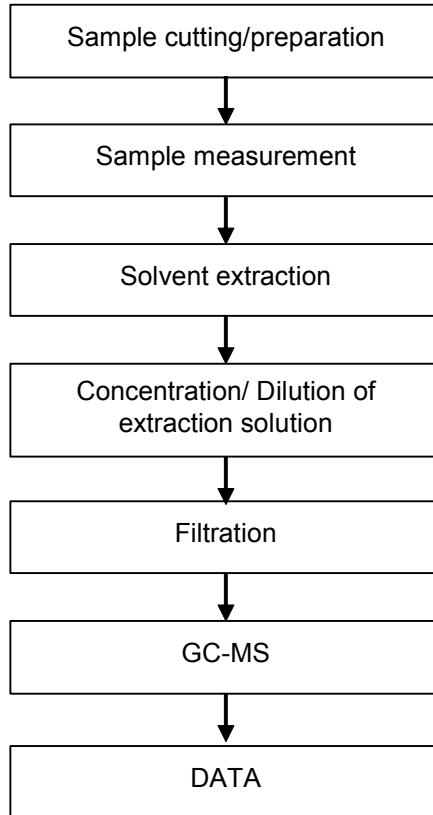 Sample cutting/preparation
Sample measurement
Solvent extraction
Concentration/ Dilution of
extraction solution
Filtration
GC-MS
DATA